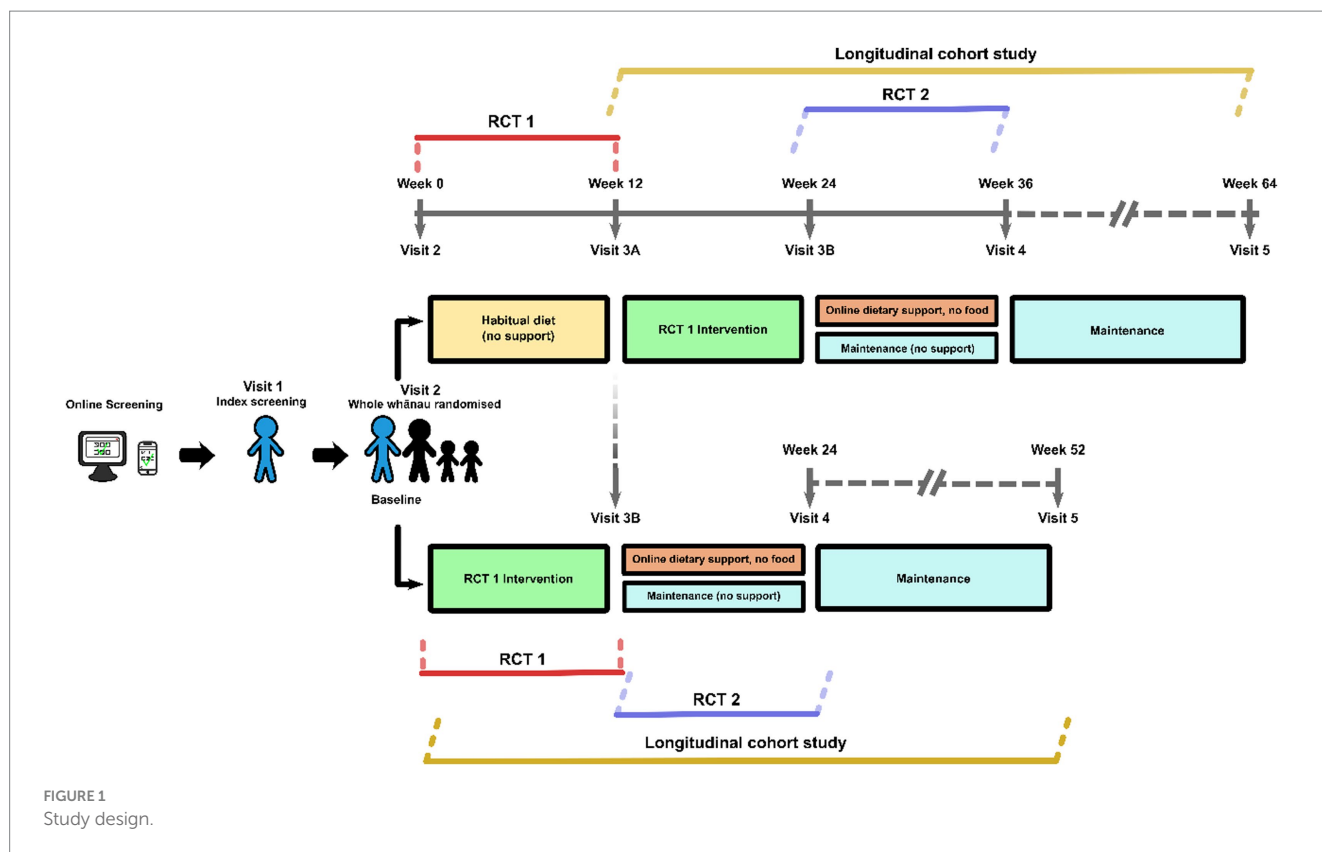 Longitudinal cohort study
RCT 2
RCT 1
Week 0
Week 12
Week 24
Week 36
Week 64
Visit 2
Visit 3A
Visit 3B
Visit 4
Visit 5
Habitual diet
(no support)
RCT 1 Intervention
Online dietary support, no food
Maintenance (no support)
Maintenance
Online Screening
Visit 1
Index screening
Visit 2
Whole whānau randomised
Baseline
Week 24
Week 52
Visit 3B
Visit 4
Visit 5
RCT 1 Intervention
Online dietary support, no food
Maintenance (no support)
Maintenance
RCT 1
RCT 2
Longitudinal cohort study
FIGURE 1
Study design.